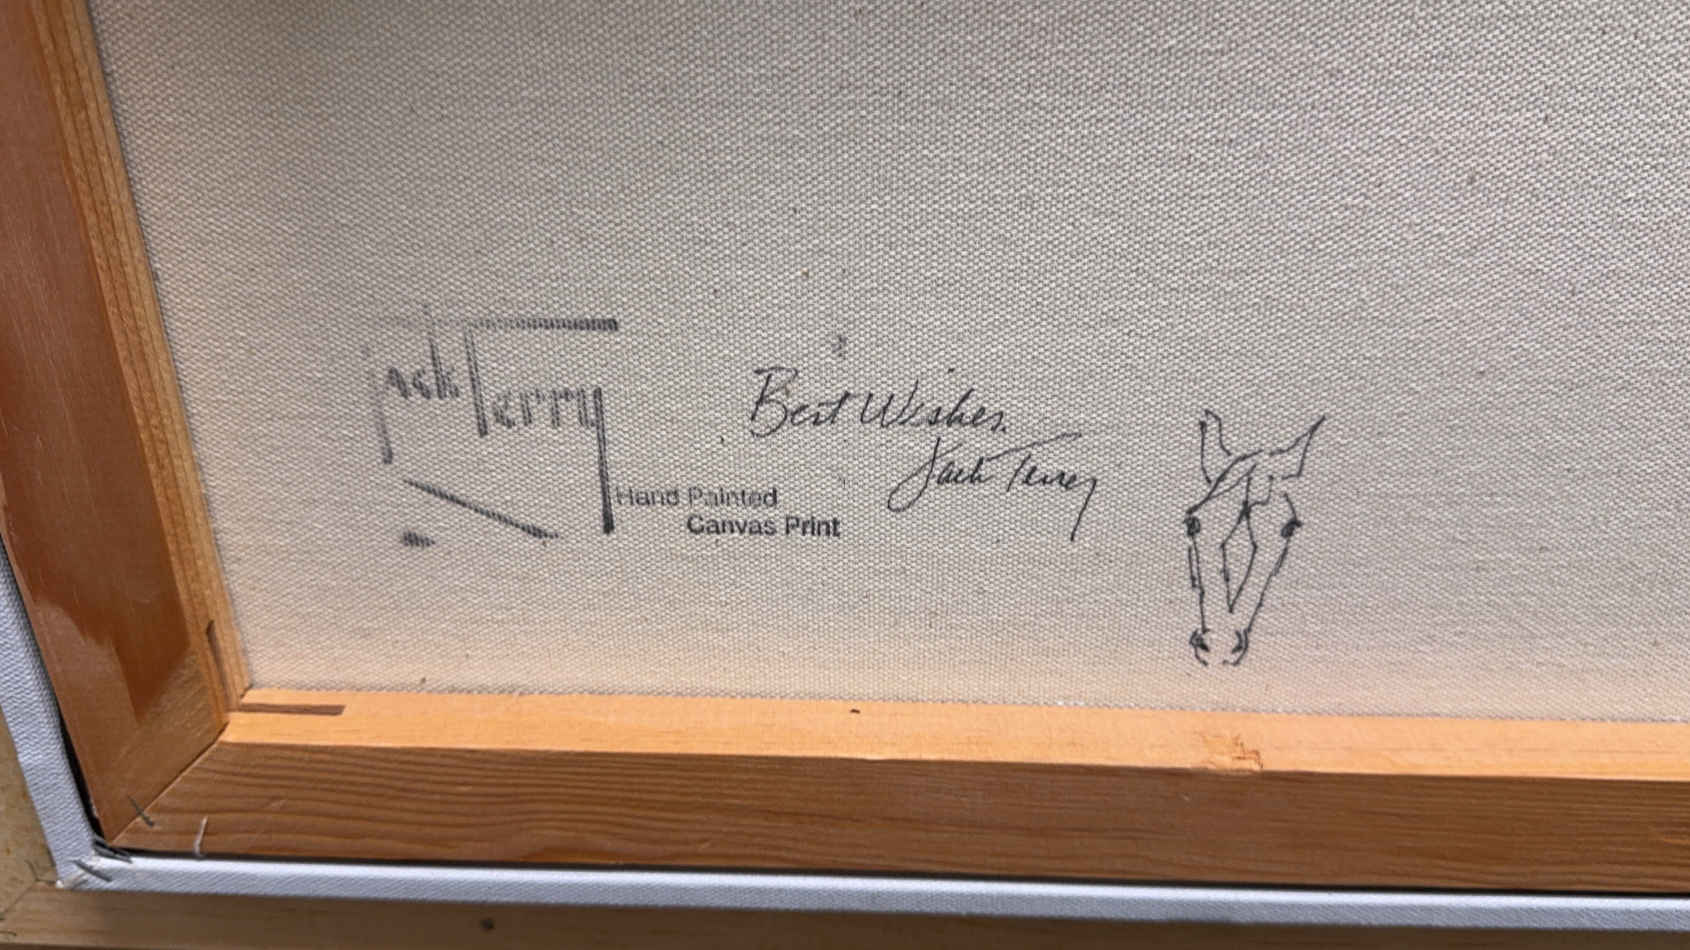 Jack Terry
Hand Painted
Canvas Print
Best Wishes,
Jack Terry